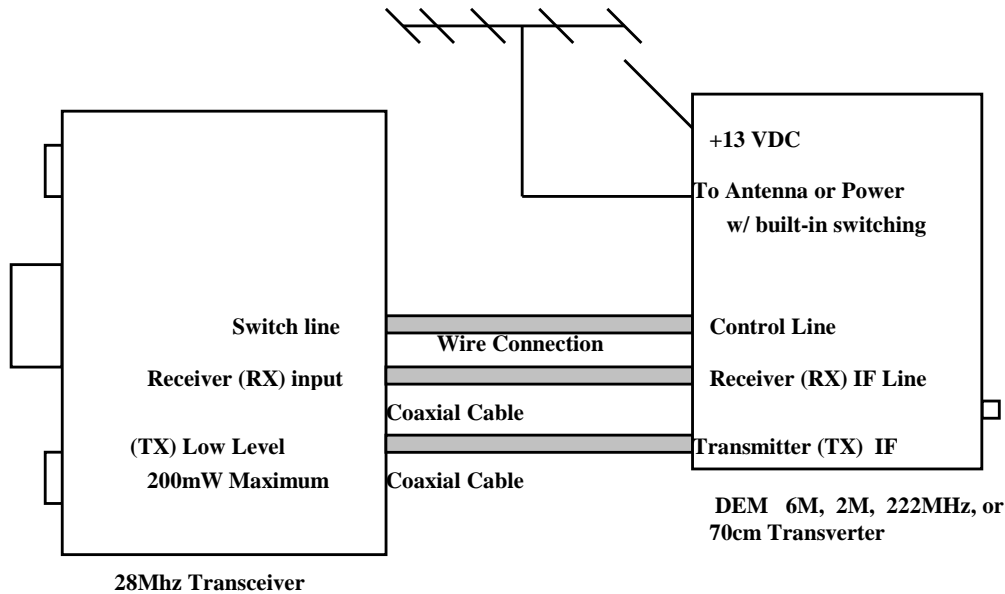 +13 VDC
To Antenna or Power
w/ built-in switching
Switch line
Control Line
Wire Connection
Receiver (RX) input
Receiver (RX) IF Line
Coaxial Cable
(TX) Low Level
Transmitter (TX) IF
200mW Maximum
Coaxial Cable
DEM 6M, 2M, 222MHz, or
70cm Transverter
28Mhz Transceiver